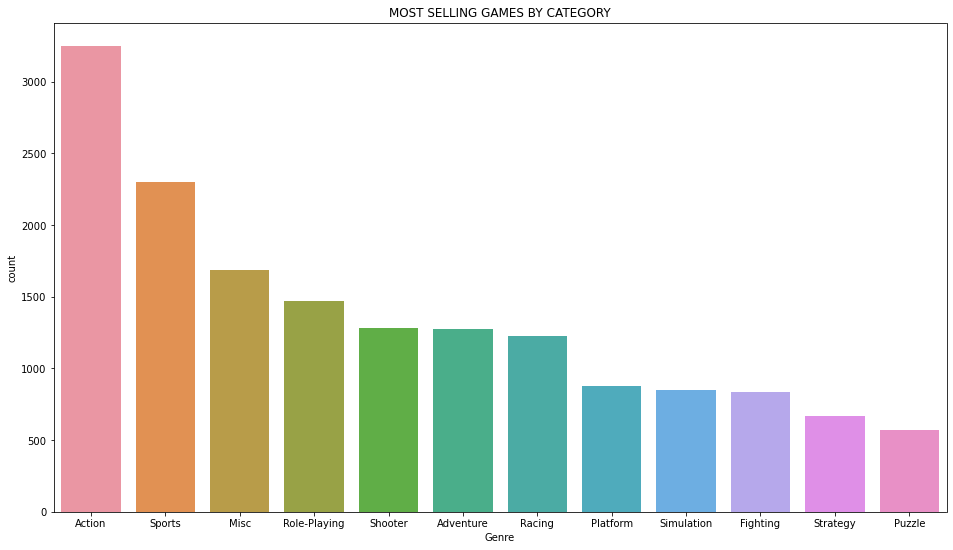 MOST SELLING GAMES BY CATEGORY
3000
2500
2000
1500
1000
500
0
count
Action Sports Misc Role-Playing Shooter Adventure Racing Platform Simulation Fighting Strategy Puzzle
Genre